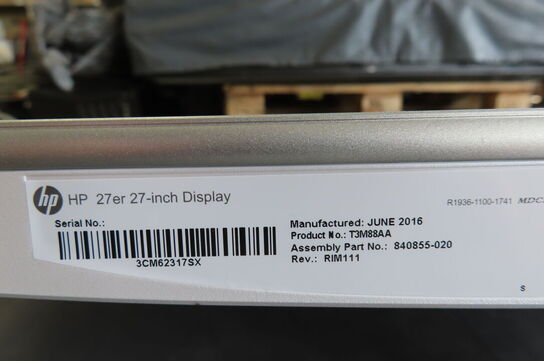 hp HP 27er 27-inch Display
R1936-1100-1741
Serial No.:
3CM62317SX
Manufactured: JUNE 2016
Product No.: T3M88AA
Assembly Part No.: 840855-020
Rev.: RIM111
S